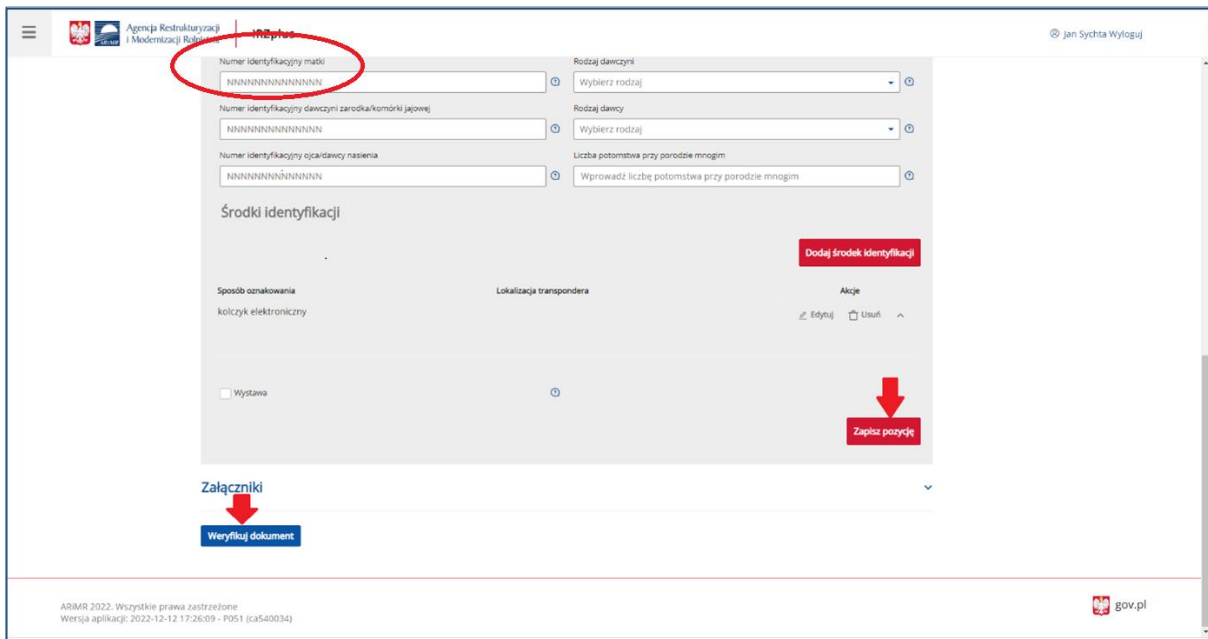 Agencja Restrukturyzacji
i Modernizacji Rolnictwa
IRZplus
Jan Sychta Wyloguj
Numer identyfikacyjny matki
Rodzaj dawczyni
NNNNNNNNNNNNNN
Wybierz rodzaj
Numer identyfikacyjny dawczyni zarodka/komórki jajowej
Rodzaj dawcy
NNNNNNNNNNNNNN
Wybierz rodzaj
Numer identyfikacyjny ojca/dawcy nasienia
Liczba potomstwa przy porodzie mnogim
NNNNNNNNNNNNNN
Wprowadź liczbę potomstwa przy porodzie mnogim
Środki identyfikacji
Dodaj środek identyfikacji
Sposób oznakowania
Lokalizacja transpondera
Akcje
kolczyk elektroniczny
Edytuj
Usuń
Wystawa
Zapisz pozycję
Załączniki
Weryfikuj dokument
ARiMR 2022. Wszystkie prawa zastrzeżone
Wersja aplikacji: 2022-12-12 17:26:09 - P051 (ca540034)
gov.pl